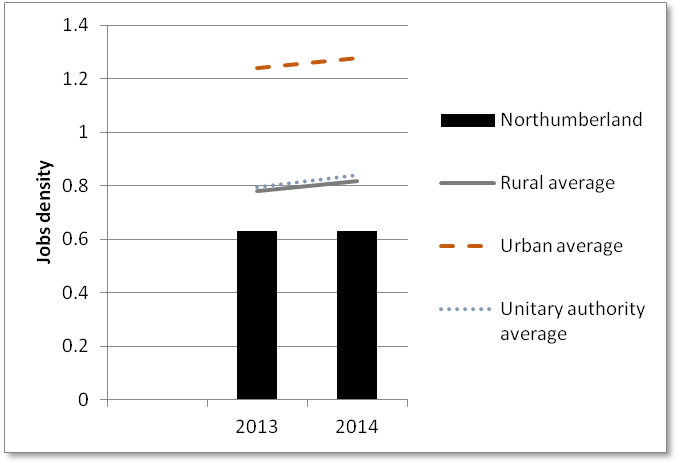 1.4
1.2
1
0.8
0.6
0.4
0.2
0
Jobs density
2013 2014
Northumberland
Rural average
Urban average
Unitary authority
average